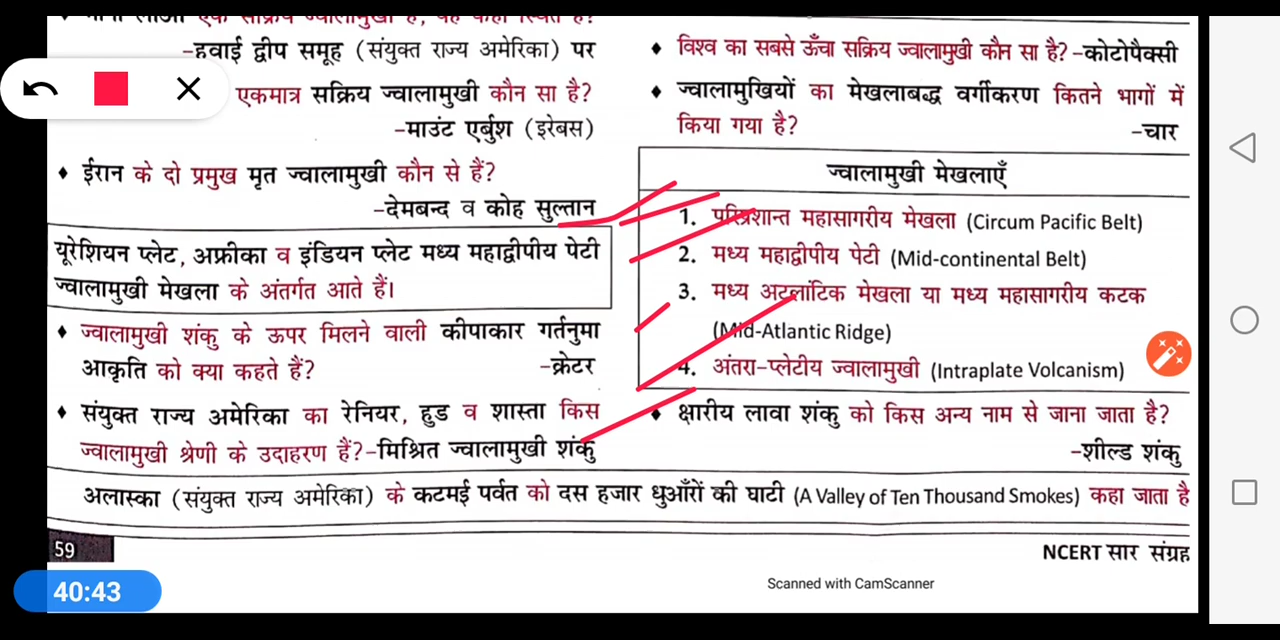 एक सक्रिय ज्वालामुखी है, यह कहाँ स्थित है?
-हवाई द्वीप समूह (संयुक्त राज्य अमेरिका) पर
एकमात्र सक्रिय ज्वालामुखी कौन सा है?
-माउंट एर्बुश (इरेबस)
♦ ईरान के दो प्रमुख मृत ज्वालामुखी कौन से हैं?
-देमबन्द व कोह सुल्तान
यूरेशियन प्लेट, अफ्रीका व इंडियन प्लेट मध्य महाद्वीपीय पेटी
ज्वालामुखी मेखला के अंतर्गत आते हैं।
♦ ज्वालामुखी शंकु के ऊपर मिलने वाली कीपाकार गर्तनुमा
आकृति को क्या कहते हैं? -क्रेटर
♦ संयुक्त राज्य अमेरिका का रेनियर, हुड व शास्ता किस
ज्वालामुखी श्रेणी के उदाहरण हैं?-मिश्रित ज्वालामुखी शंकु
♦ विश्व का सबसे ऊँचा सक्रिय ज्वालामुखी कौन सा है? -कोटोपैक्सी
♦ ज्वालामुखियों का मेखलाबद्ध वर्गीकरण कितने भागों में
किया गया है? -चार
ज्वालामुखी मेखलाएँ
1. परिप्रशान्त महासागरीय मेखला (Circum Pacific Belt)
2. मध्य महाद्वीपीय पेटी (Mid-continental Belt)
3. मध्य अटलांटिक मेखला या मध्य महासागरीय कटक
(Mid-Atlantic Ridge)
4. अंतरा-प्लेटीय ज्वालामुखी (Intraplate Volcanism)
♦ क्षारीय लावा शंकु को किस अन्य नाम से जाना जाता है?
-शील्ड शंकु
अलास्का (संयुक्त राज्य अमेरिका) के कटमई पर्वत को दस हजार धुआँरों की घाटी (A Valley of Ten Thousand Smokes) कहा जाता है
59
NCERT सार संग्रह
40:43
Scanned with CamScanner